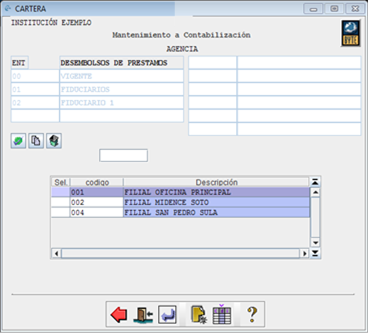 CARTERA
INSTITUCIÓN EJEMPLO
Mantenimiento a Contabilización
AGENCIA
ENT DESEMBOLSOS DE PRESTAMOS
00 VIGENTE
01 FIDUCIARIOS
02 FIDUCIARIO 1
Sel. codigo Descripción
001 FILIAL OFICINA PRINCIPAL
002 FILIAL MIDENCE SOTO
004 FILIAL SAN PEDRO SULA